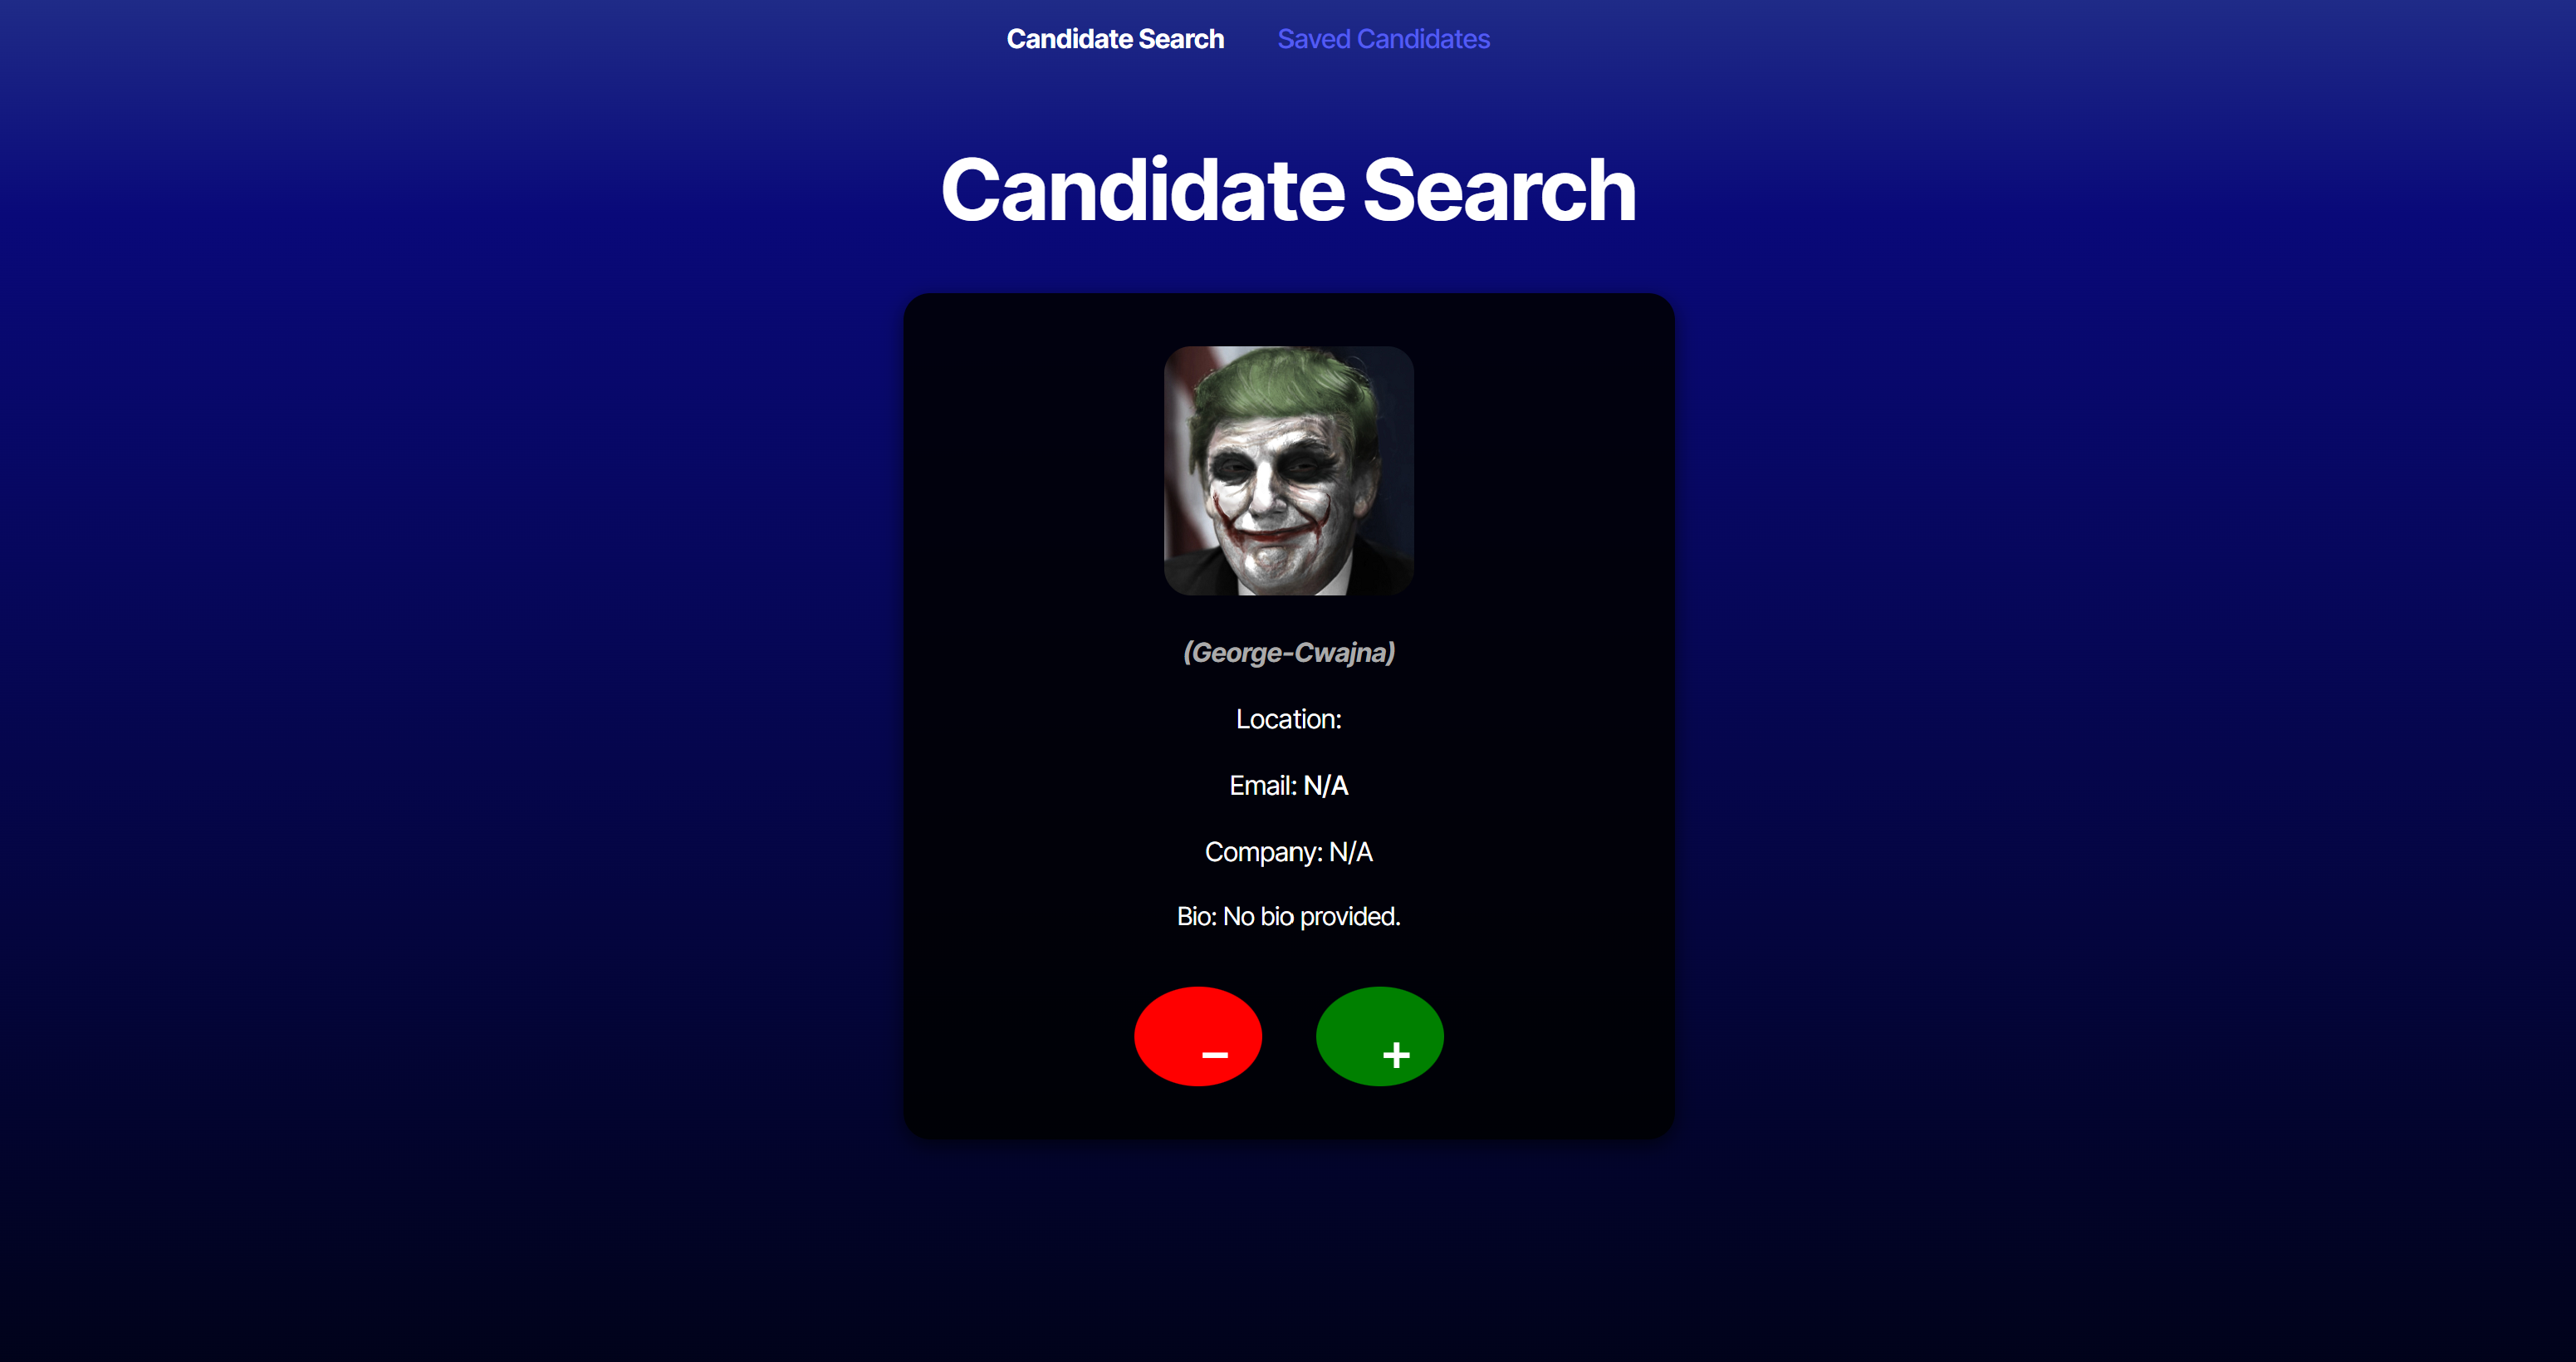 Candidate Search Saved Candidates
Candidate Search
(George-Cwajna)
Location:
Email: N/A
Company: N/A
Bio: No bio provided.
– +